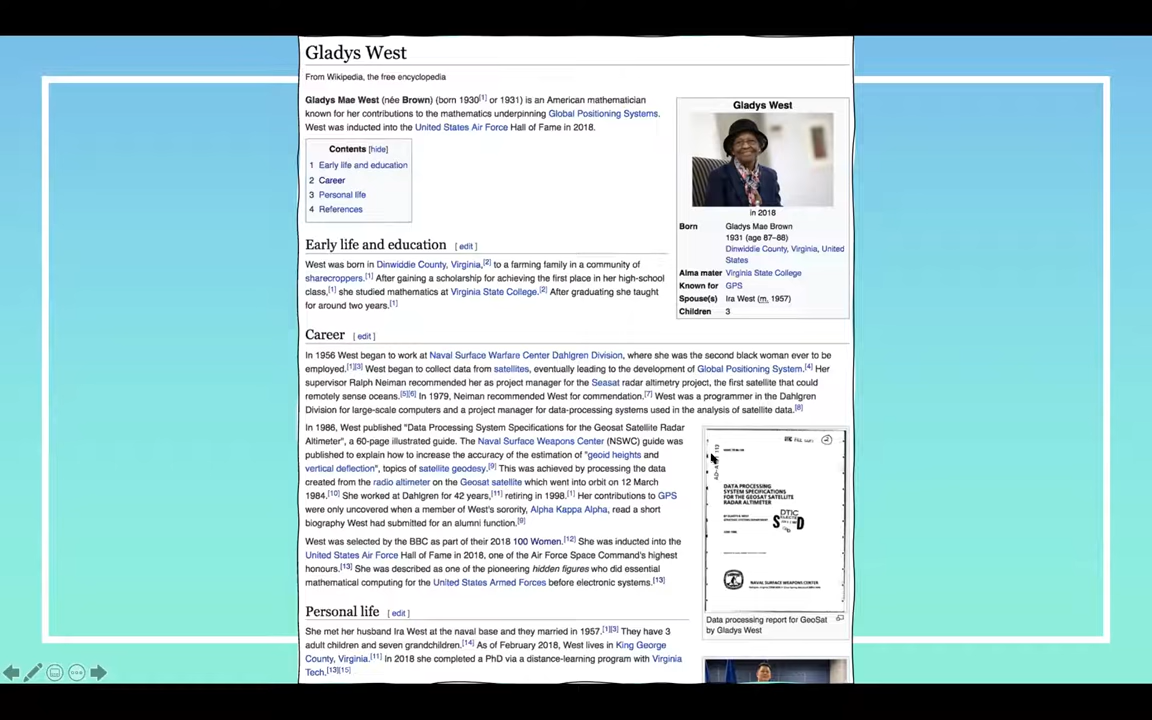 Gladys West
From Wikipedia, the free encyclopedia
Gladys Mae West (née Brown) (born 1930[1] or 1931) is an American mathematician
known for her contributions to the mathematics underpinning Global Positioning Systems.
West was inducted into the United States Air Force Hall of Fame in 2018.
Contents [hide]
1 Early life and education
2 Career
3 Personal life
4 References
Gladys West
in 2018
Born Gladys Mae Brown
1931 (age 87–88)
Dinwiddie County, Virginia, United
States
Alma mater Virginia State College
Known for GPS
Spouse(s) Ira West (m. 1957)
Children 3
Early life and education [ edit ]
West was born in Dinwiddie County, Virginia,[2] to a farming family in a community of
sharecroppers.[1] After gaining a scholarship for achieving the first place in her high-school
class,[1] she studied mathematics at Virginia State College.[2] After graduating she taught
for around two years.[1]
Career [ edit ]
In 1956 West began to work at Naval Surface Warfare Center Dahlgren Division, where she was the second black woman ever to be
employed.[1][3] West began to collect data from satellites, eventually leading to the development of Global Positioning System.[4] Her
supervisor Ralph Neiman recommended her as project manager for the Seasat radar altimetry project, the first satellite that could
remotely sense oceans.[5][6] In 1979, Neiman recommended West for commendation.[7] West was a programmer in the Dahlgren
Division for large-scale computers and a project manager for data-processing systems used in the analysis of satellite data.[8]
In 1986, West published "Data Processing System Specifications for the Geosat Satellite Radar
Altimeter", a 60-page illustrated guide. The Naval Surface Weapons Center (NSWC) guide was
published to explain how to increase the accuracy of the estimation of "geoid heights and
vertical deflection", topics of satellite geodesy.[9] This was achieved by processing the data
created from the radio altimeter on the Geosat satellite which went into orbit on 12 March
1984.[10] She worked at Dahlgren for 42 years,[11] retiring in 1998.[1] Her contributions to GPS
were only uncovered when a member of West's sorority, Alpha Kappa Alpha, read a short
biography West had submitted for an alumni function.[9]
West was selected by the BBC as part of their 2018 100 Women.[12] She was inducted into the
United States Air Force Hall of Fame in 2018, one of the Air Force Space Command's highest
honours.[13] She was described as one of the pioneering hidden figures who did essential
mathematical computing for the United States Armed Forces before electronic systems.[13]
DATA PROCESSING
SYSTEM SPECIFICATIONS
FOR THE GEOSAT SATELLITE
RADAR ALTIMETER
DTIC
S D
NAVAL SURFACE WEAPONS CENTER
Data processing report for GeoSat
by Gladys West
Personal life [ edit ]
She met her husband Ira West at the naval base and they married in 1957.[1][3] They have 3
adult children and seven grandchildren.[14] As of February 2018, West lives in King George
County, Virginia.[11] In 2018 she completed a PhD via a distance-learning program with Virginia
Tech.[13][15]